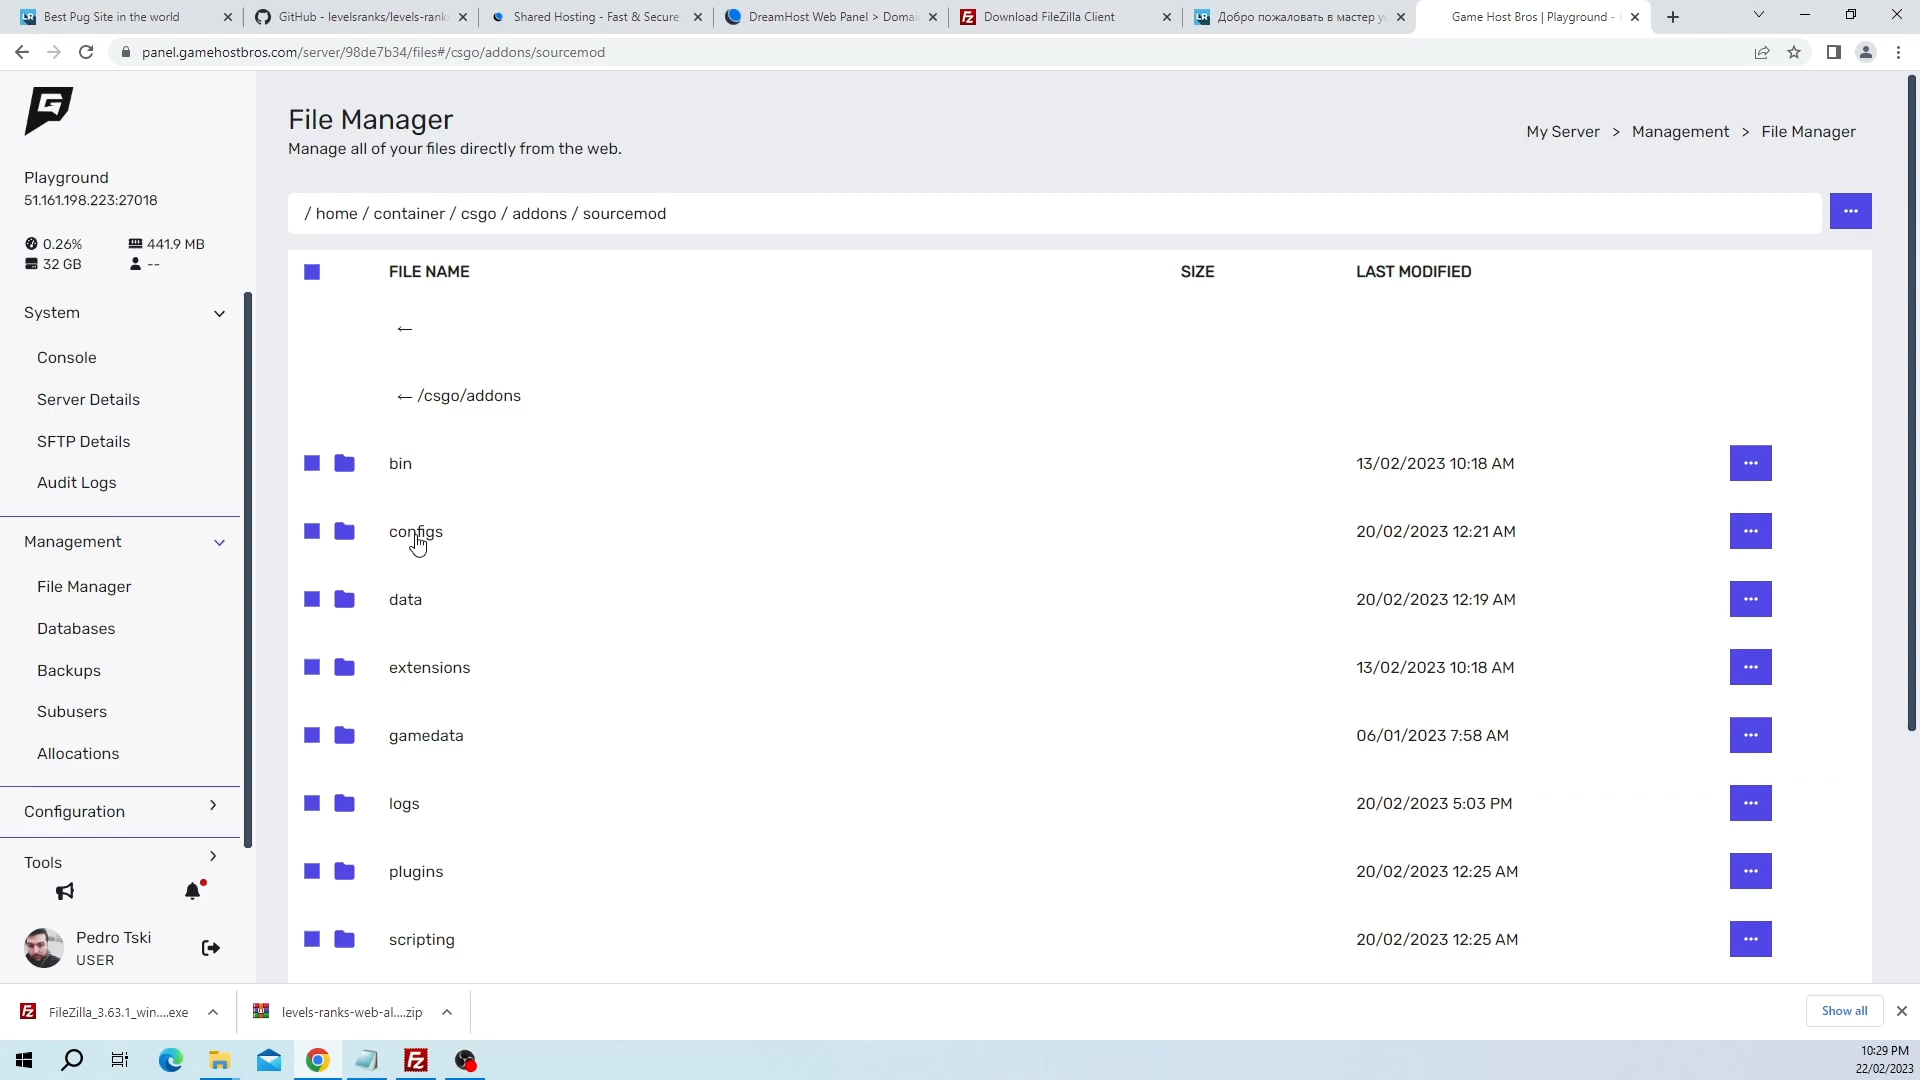 Best Pug Site in the world
GitHub - levelsranks/levels-rank
Shared Hosting - Fast & Secure
DreamHost Web Panel > Domai
Download FileZilla Client
Добро пожаловать в мастер ус
Game Host Bros | Playground -
panel.gamehostbros.com/server/98de7b34/files#/csgo/addons/sourcemod
File Manager
Manage all of your files directly from the web.
My Server > Management > File Manager
Playground
51.161.198.223:27018
0.26%
441.9 MB
32 GB
--
/ home / container / csgo / addons / sourcemod
FILE NAME
SIZE
LAST MODIFIED
←
← /csgo/addons
bin
13/02/2023 10:18 AM
configs
20/02/2023 12:21 AM
data
20/02/2023 12:19 AM
extensions
13/02/2023 10:18 AM
gamedata
06/01/2023 7:58 AM
logs
20/02/2023 5:03 PM
plugins
20/02/2023 12:25 AM
scripting
20/02/2023 12:25 AM
System
Console
Server Details
SFTP Details
Audit Logs
Management
File Manager
Databases
Backups
Subusers
Allocations
Configuration
Tools
Pedro Tski
USER
FileZilla_3.63.1_win....exe
levels-ranks-web-al....zip
Show all
10:29 PM
22/02/2023